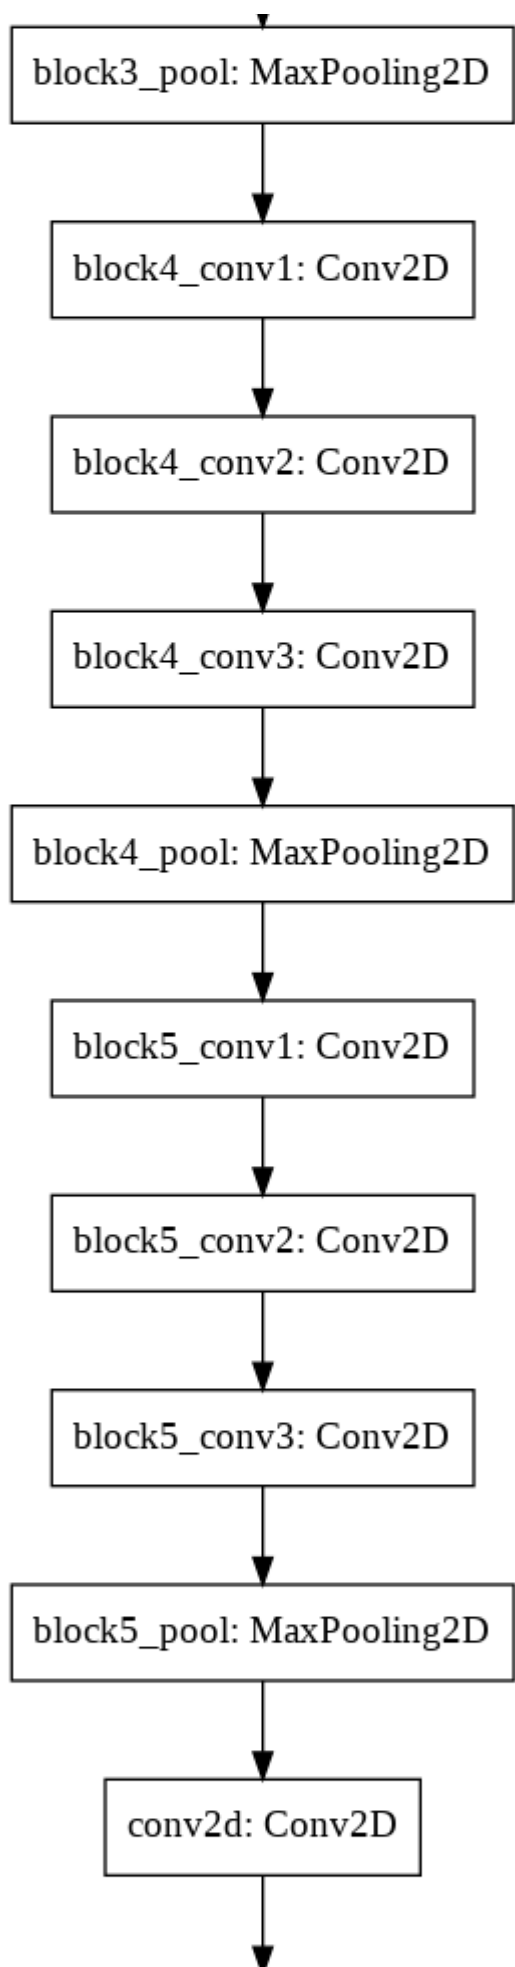 block3_pool: MaxPooling2D
block4_conv1: Conv2D
block4_conv2: Conv2D
block4_conv3: Conv2D
block4_pool: MaxPooling2D
block5_conv1: Conv2D
block5_conv2: Conv2D
block5_conv3: Conv2D
block5_pool: MaxPooling2D
conv2d: Conv2D